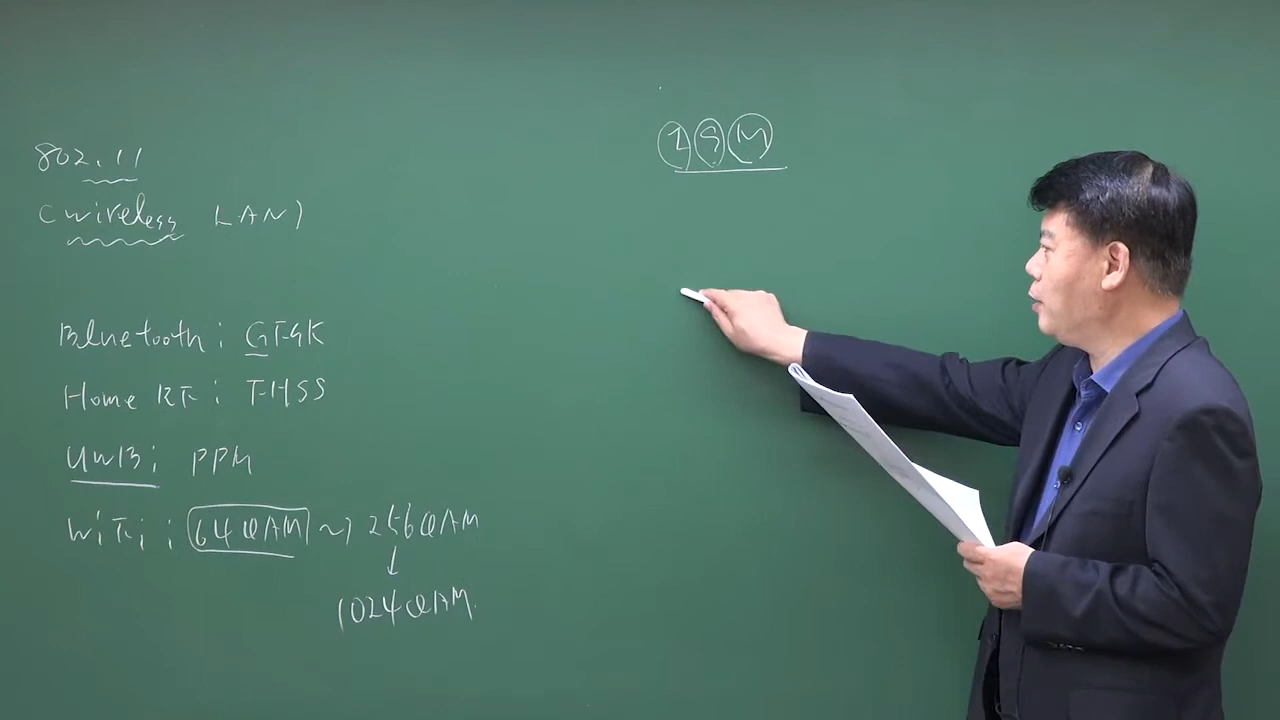 802.11
(wireless LAN)
Bluetooth : GFSK
Home RF : FHSS
UWB : PPM
WiFi : 64QAM ~> 256QAM
↓
1024QAM.
ISM